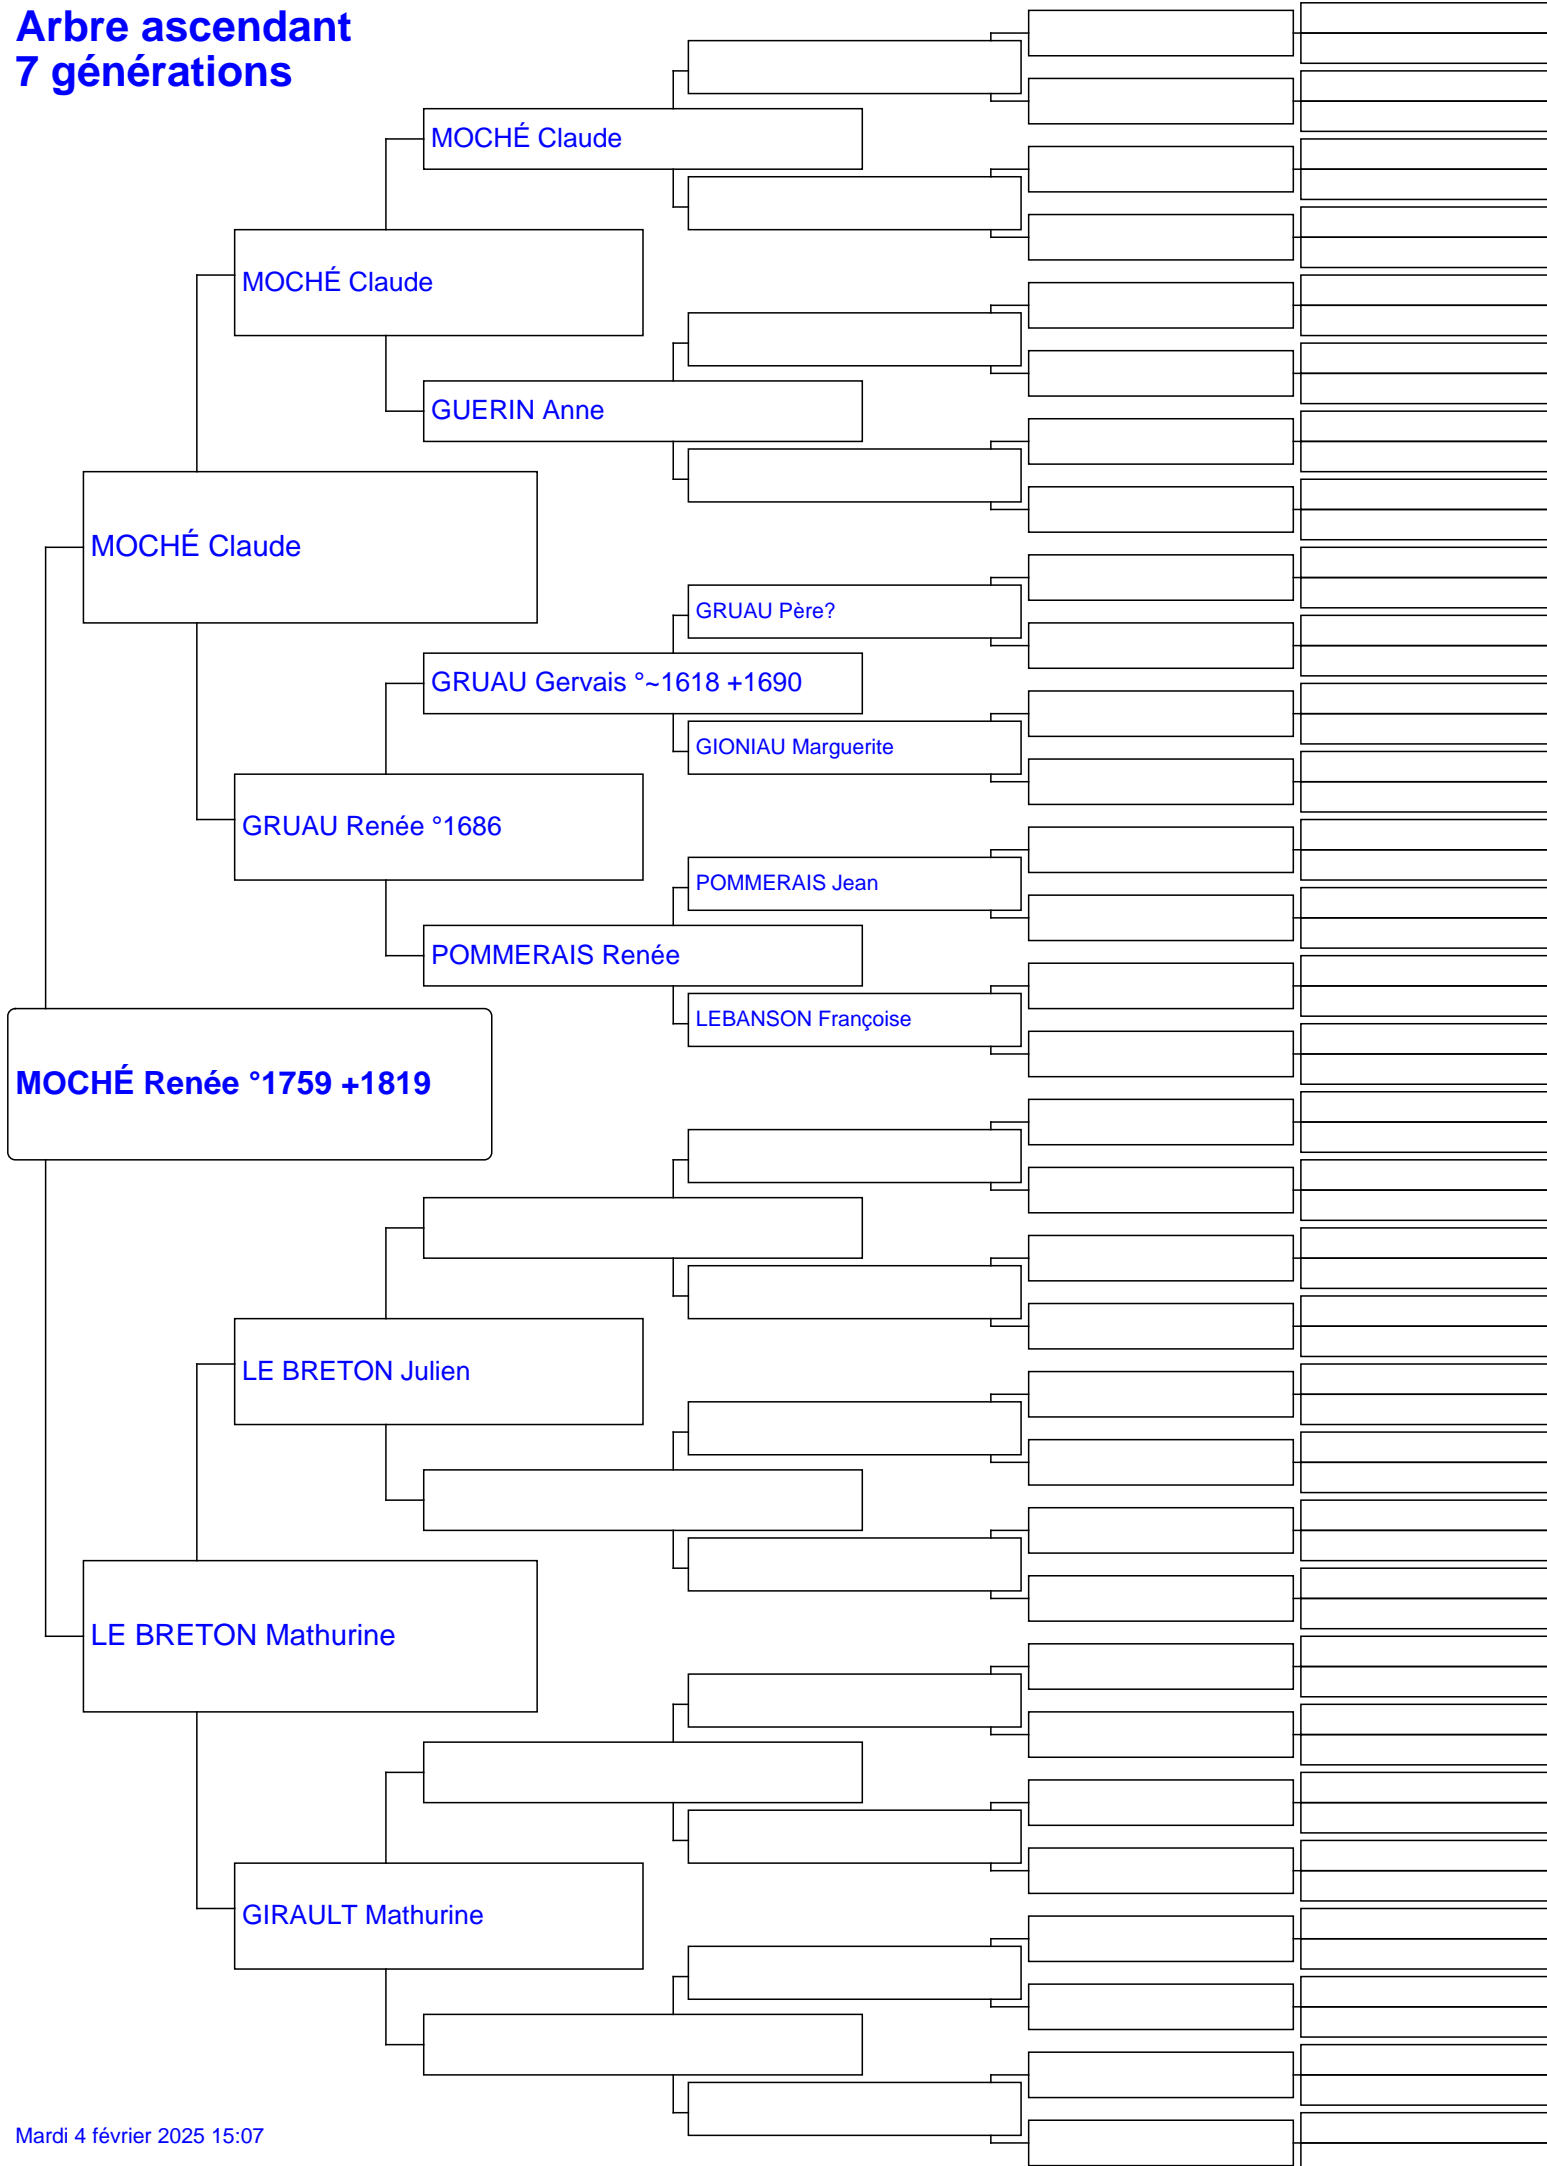 Arbre ascendant
7 générations
MOCHÉ Claude
MOCHÉ Claude
GUERIN Anne
MOCHÉ Claude
GRUAU Père?
GRUAU Gervais °~1618 +1690
GIONIAU Marguerite
GRUAU Renée °1686
POMMERAIS Jean
POMMERAIS Renée
LEBANSON Françoise
MOCHÉ Renée °1759 +1819
LE BRETON Julien
LE BRETON Mathurine
GIRAULT Mathurine
Mardi 4 février 2025 15:07